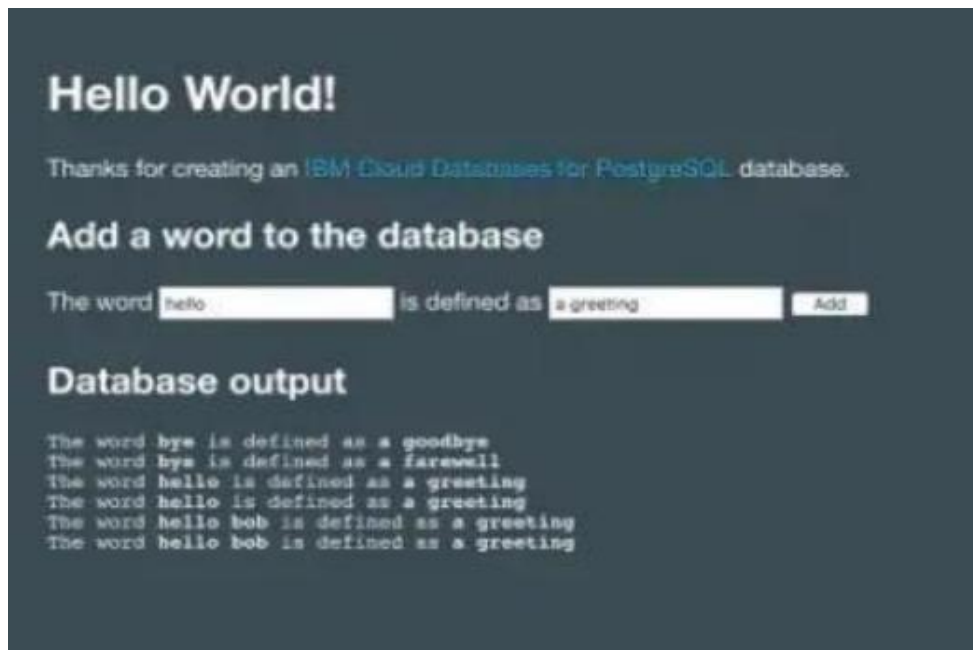 Hello World!
Thanks for creating an IBM Cloud Databases for PostgreSQL database.
Add a word to the database
The word hello is defined as a greeting Add
Database output
The word bye is defined as a goodbye
The word bye is defined as a farewell
The word hello is defined as a greeting
The word hello is defined as a greeting
The word hello bob is defined as a greeting
The word hello bob is defined as a greeting